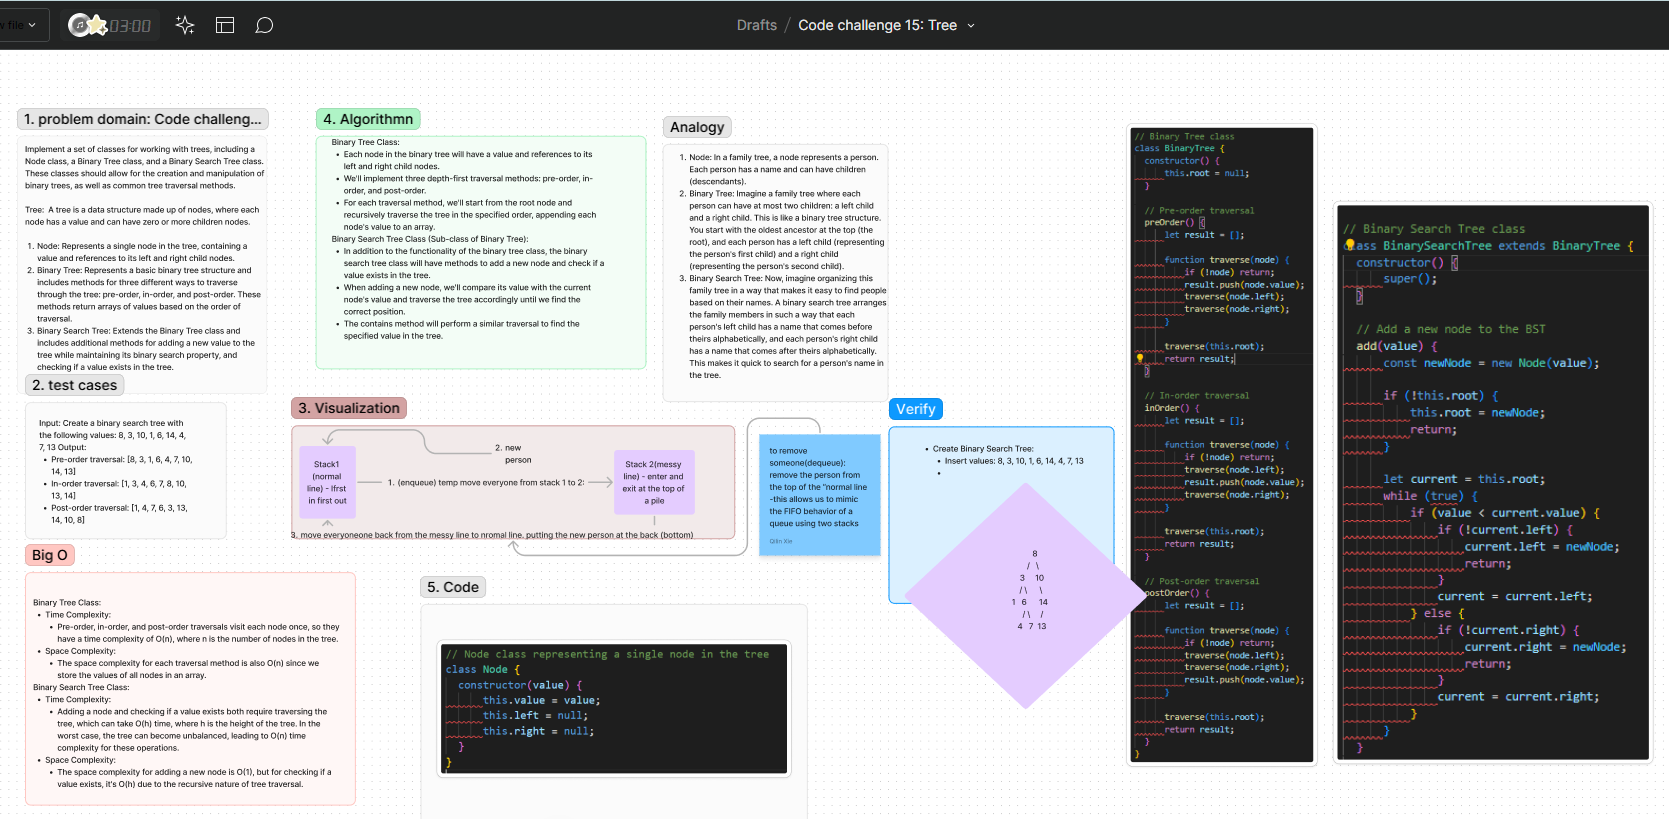 w file
03:00
Drafts / Code challenge 15: Tree
1. problem domain: Code challeng...
Implement a set of classes for working with trees, including a
Node class, a Binary Tree class, and a Binary Search Tree class.
These classes should allow for the creation and manipulation of
binary trees, as well as common tree traversal methods.
Tree: A tree is a data structure made up of nodes, where each
node has a value and can have zero or more children nodes.
1. Node: Represents a single node in the tree, containing a
value and references to its left and right child nodes.
2. Binary Tree: Represents a basic binary tree structure and
includes methods for three different ways to traverse
through the tree: pre-order, in-order, and post-order. These
methods return arrays of values based on the order of
traversal.
3. Binary Search Tree: Extends the Binary Tree class and
includes additional methods for adding a new value to the
tree while maintaining its binary search property, and
checking if a value exists in the tree.
2. test cases
Input: Create a binary search tree with
the following values: 8, 3, 10, 1, 6, 14, 4,
7, 13 Output:
• Pre-order traversal: [8, 3, 1, 6, 4, 7, 10,
14, 13]
• In-order traversal: [1, 3, 4, 6, 7, 8, 10,
13, 14]
• Post-order traversal: [1, 4, 7, 6, 3, 13,
14, 10, 8]
Big O
Binary Tree Class:
• Time Complexity:
• Pre-order, in-order, and post-order traversals visit each node once, so they
have a time complexity of O(n), where n is the number of nodes in the tree.
• Space Complexity:
• The space complexity for each traversal method is also O(n) since we
store the values of all nodes in an array.
Binary Search Tree Class:
• Time Complexity:
• Adding a node and checking if a value exists both require traversing the
tree, which can take O(h) time, where h is the height of the tree. In the
worst case, the tree can become unbalanced, leading to O(n) time
complexity for these operations.
• Space Complexity:
• The space complexity for adding a new node is O(1), but for checking if a
value exists, it's O(h) due to the recursive nature of tree traversal.
4. Algorithmn
Binary Tree Class:
• Each node in the binary tree will have a value and references to its
left and right child nodes.
• We'll implement three depth-first traversal methods: pre-order, in-
order, and post-order.
• For each traversal method, we'll start from the root node and
recursively traverse the tree in the specified order, appending each
node's value to an array.
Binary Search Tree Class (Sub-class of Binary Tree):
• In addition to the functionality of the binary tree class, the binary
search tree class will have methods to add a new node and check if a
value exists in the tree.
• When adding a new node, we'll compare its value with the current
node's value and traverse the tree accordingly until we find the
correct position.
• The contains method will perform a similar traversal to find the
specified value in the tree.
3. Visualization
2. new
person
Stack1
(normal
line) - Ifrst
in first out
1. (enqueue) temp move everyone from stack 1 to 2:
Stack 2(messy
line) - enter and
exit at the top of
a pile
3. move everyoneone back from the messy line to nromal line. putting the new person at the back (bottom)
to remove
someone(dequeue):
remove the person from
the top of the "normal line
-this allows us to mimic
the FIFO behavior of a
queue using two stacks
Qilin Xie
5. Code
// Node class representing a single node in the tree
class Node {
constructor(value) {
this.value = value;
this.left = null;
this.right = null;
}
}
Analogy
1. Node: In a family tree, a node represents a person.
Each person has a name and can have children
(descendants).
2. Binary Tree: Imagine a family tree where each
person can have at most two children: a left child
and a right child. This is like a binary tree structure.
You start with the oldest ancestor at the top (the
root), and each person has a left child (representing
the person's first child) and a right child
(representing the person's second child).
3. Binary Search Tree: Now, imagine organizing this
family tree in a way that makes it easy to find people
based on their names. A binary search tree arranges
the family members in such a way that each
person's left child has a name that comes before
theirs alphabetically, and each person's right child
has a name that comes after theirs alphabetically.
This makes it quick to search for a person's name in
the tree.
Verify
• Create Binary Search Tree:
• Insert values: 8, 3, 10, 1, 6, 14, 4, 7, 13
•
8
/ \
3 10
/ \ \
1 6 14
/ \ /
4 7 13
// Binary Tree class
class BinaryTree {
constructor() {
this.root = null;
}
// Pre-order traversal
preOrder() {
let result = [];
function traverse(node) {
if (!node) return;
result.push(node.value);
traverse(node.left);
traverse(node.right);
}
traverse(this.root);
return result;
}
// In-order traversal
inOrder() {
let result = [];
function traverse(node) {
if (!node) return;
traverse(node.left);
result.push(node.value);
traverse(node.right);
}
traverse(this.root);
return result;
}
// Post-order traversal
postOrder() {
let result = [];
function traverse(node) {
if (!node) return;
traverse(node.left);
traverse(node.right);
result.push(node.value);
}
traverse(this.root);
return result;
}
}
// Binary Search Tree class
class BinarySearchTree extends BinaryTree {
constructor() {
super();
}
// Add a new node to the BST
add(value) {
const newNode = new Node(value);
if (!this.root) {
this.root = newNode;
return;
}
let current = this.root;
while (true) {
if (value < current.value) {
if (!current.left) {
current.left = newNode;
return;
}
current = current.left;
} else {
if (!current.right) {
current.right = newNode;
return;
}
current = current.right;
}
}
}